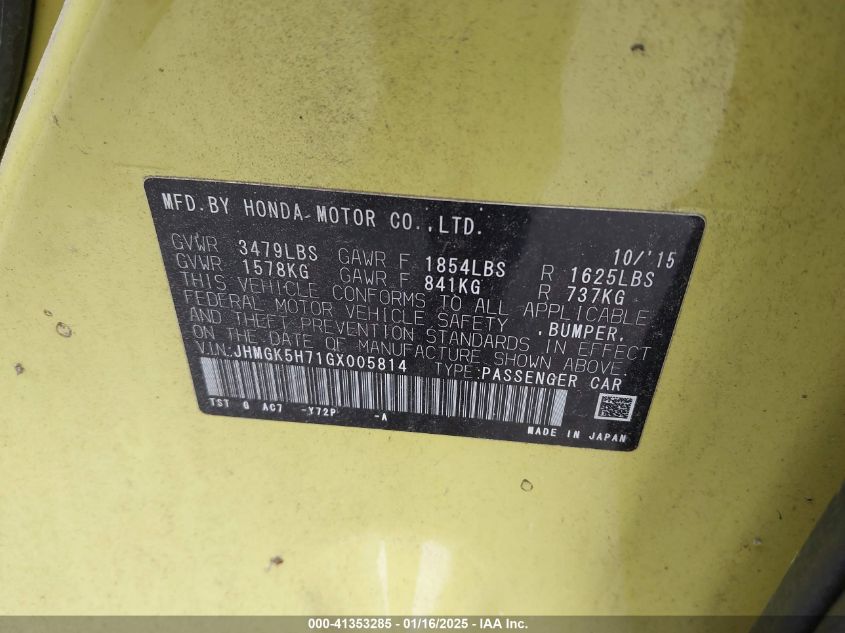 MFD.BY HONDA MOTOR CO.,LTD.
10/'15
GVWR 3479LBS GAWR F 1854LBS R 1625LBS
GVWR 1578KG GAWR F 841KG R 737KG
THIS VEHICLE CONFORMS TO ALL APPLICABLE
FEDERAL MOTOR VEHICLE SAFETY ,BUMPER,
AND THEFT PREVENTION STANDARDS IN EFFECT
ON THE DATE OF MANUFACTURE SHOWN ABOVE.
V.I.N.:JHMGK5H71GX005814 TYPE:PASSENGER CAR
TST G AC7 -Y72P -A
MADE IN JAPAN
000-41353285 - 01/16/2025 - IAA Inc.